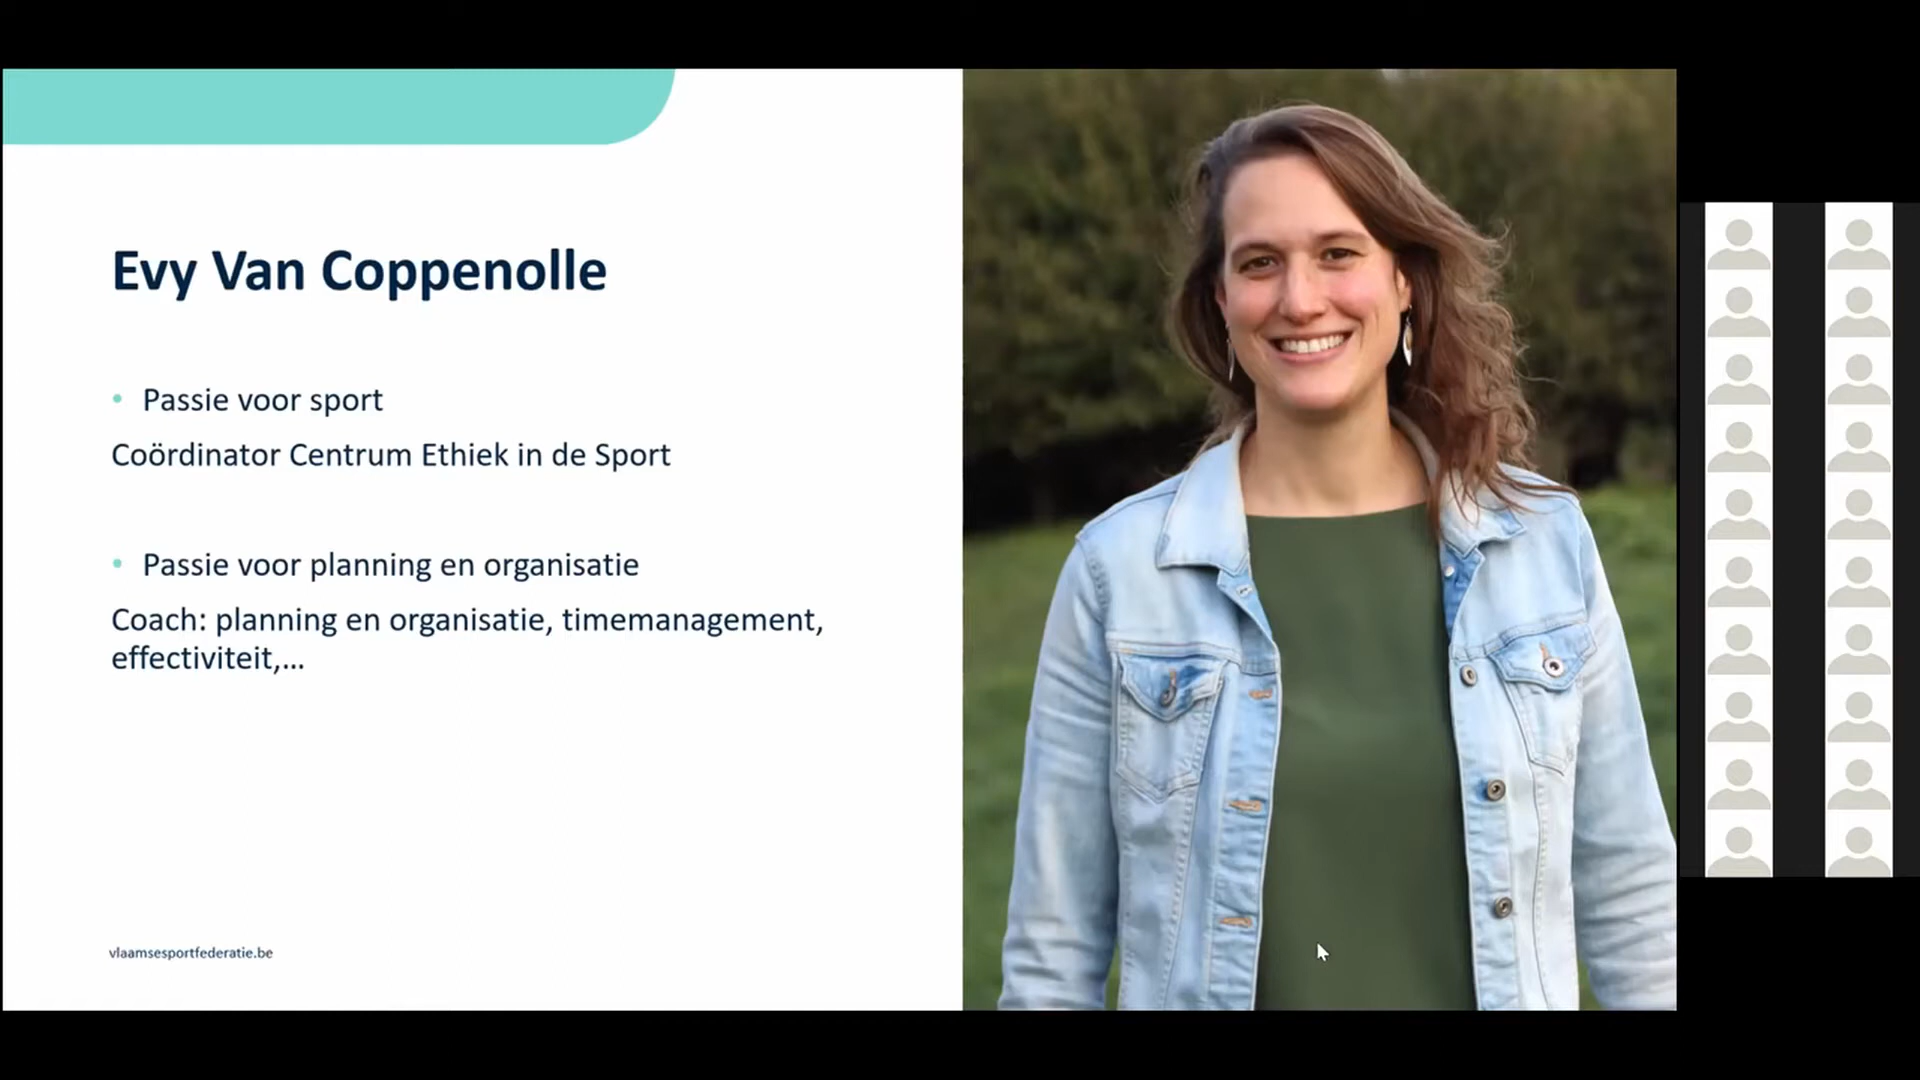 Evy Van Coppenolle
• Passie voor sport
Coördinator Centrum Ethiek in de Sport
• Passie voor planning en organisatie
Coach: planning en organisatie, timemanagement,
effectiviteit,...
vlaamsesportfederatie.be